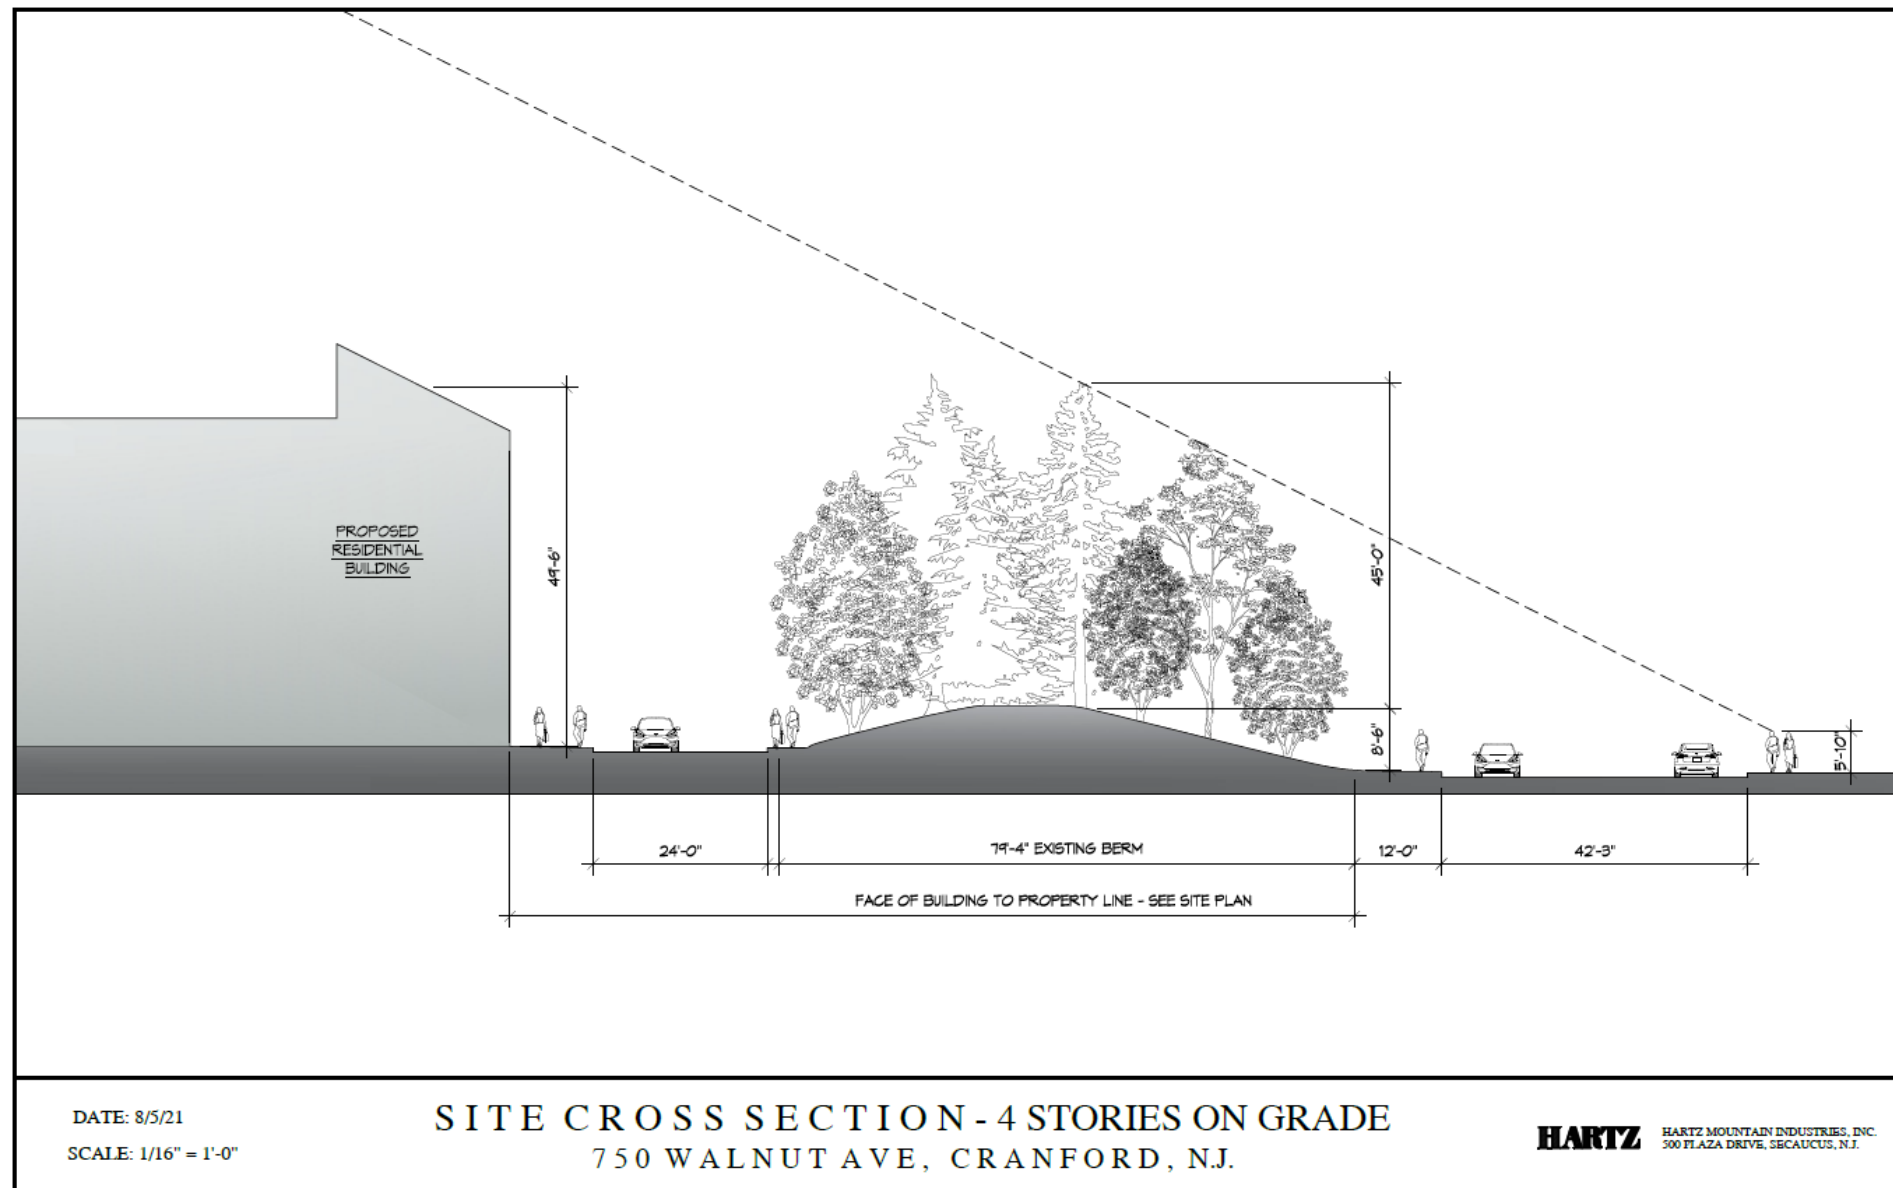 PROPOSED
RESIDENTIAL
BUILDING
49'-6"
45'-0"
8'-6"
5'-10"
24'-0"
79'-4" EXISTING BERM
12'-0"
42'-3"
FACE OF BUILDING TO PROPERTY LINE - SEE SITE PLAN
DATE: 8/5/21
SCALE: 1/16" = 1'-0"
SITE CROSS SECTION - 4 STORIES ON GRADE
750 WALNUT AVE, CRANFORD, N.J.
HARTZ
HARTZ MOUNTAIN INDUSTRIES, INC.
500 PLAZA DRIVE, SECAUCUS, N.J.